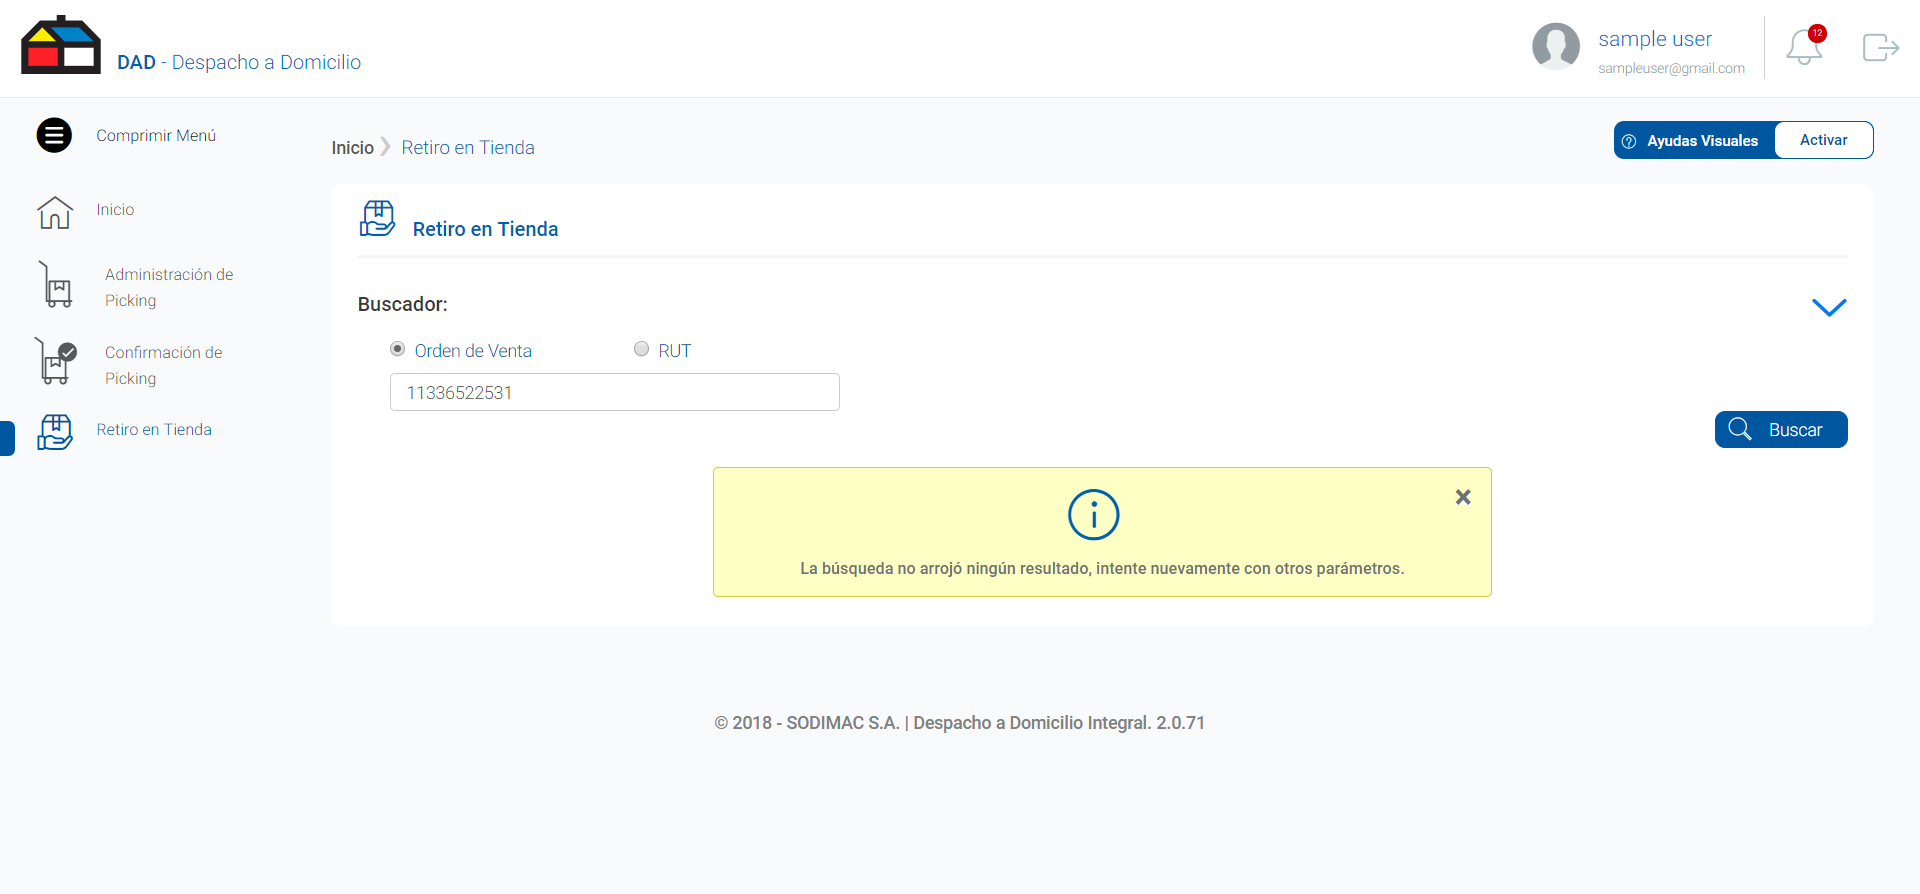 DAD - Despacho a Domicilio
sample user
sampleuser@gmail.com
12
Comprimir Menú
Inicio
Administración de
Picking
Confirmación de
Picking
Retiro en Tienda
Inicio Retiro en Tienda
Ayudas Visuales Activar
Retiro en Tienda
Buscador:
Orden de Venta RUT
11336522531
Buscar
La búsqueda no arrojó ningún resultado, intente nuevamente con otros parámetros.
© 2018 - SODIMAC S.A. | Despacho a Domicilio Integral. 2.0.71